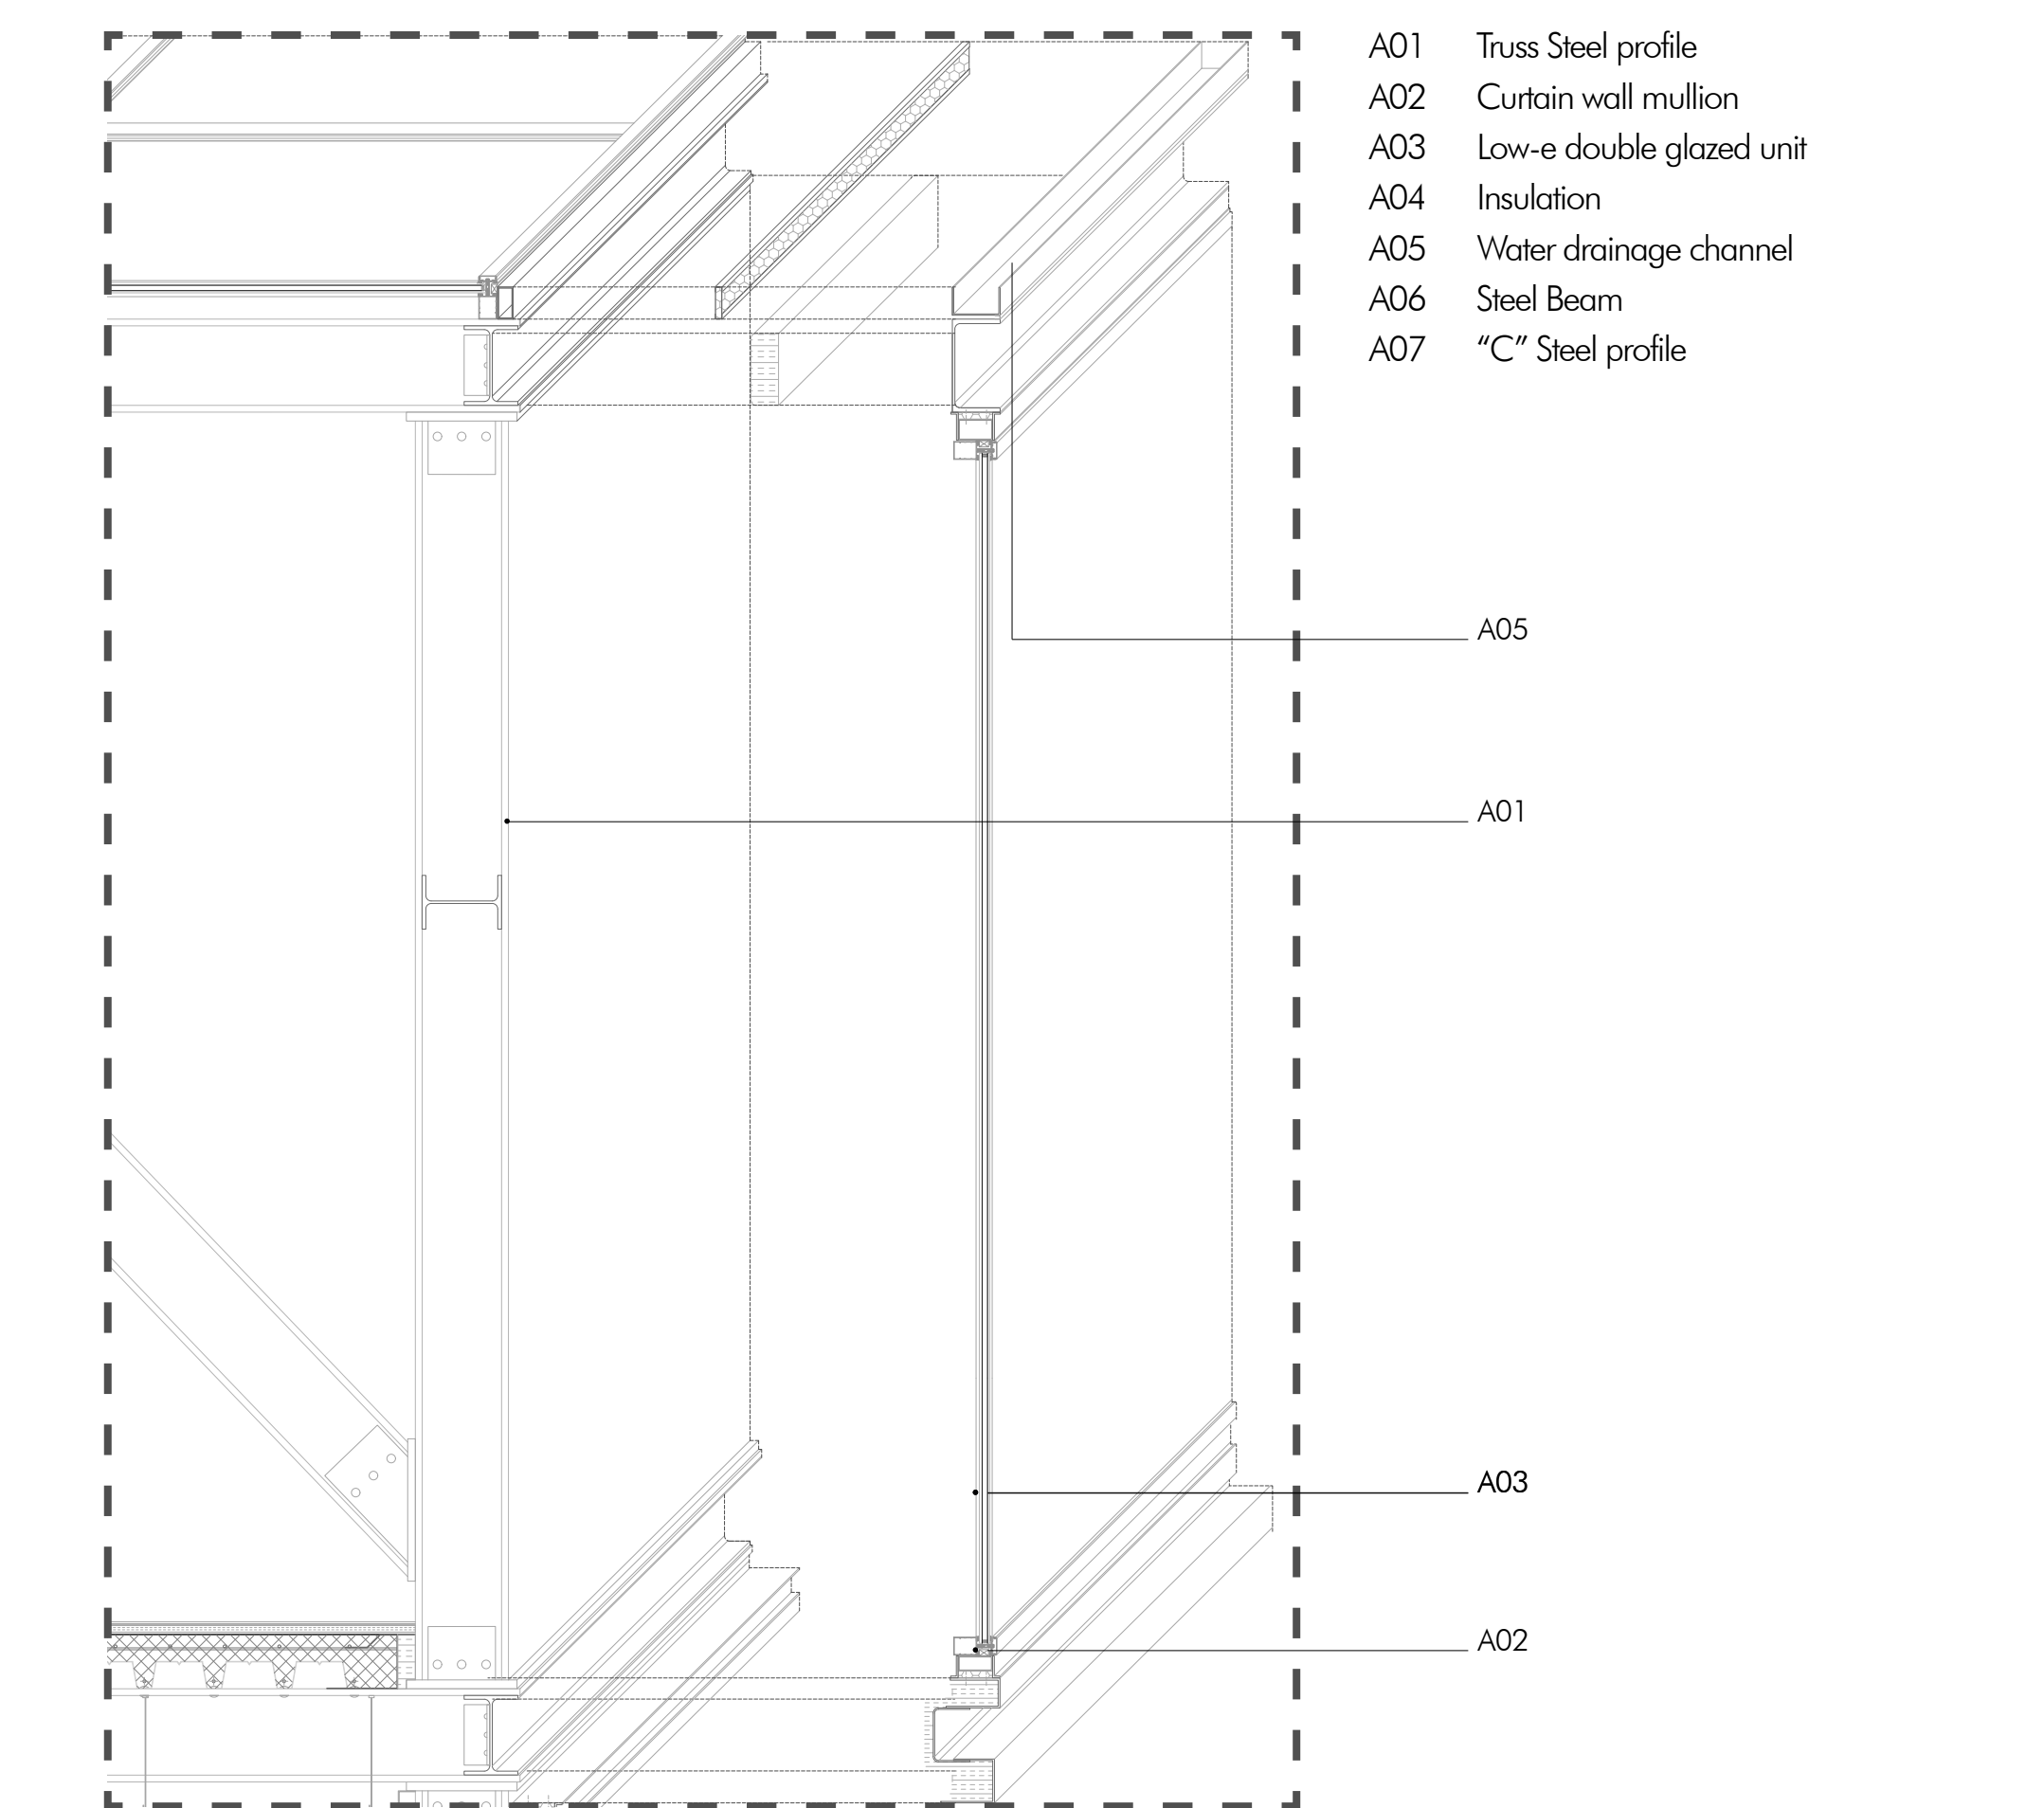 A01 Truss Steel profile
A02 Curtain wall mullion
A03 Low-e double glazed unit
A04 Insulation
A05 Water drainage channel
A06 Steel Beam
A07 “C” Steel profile
A05
A01
A03
A02